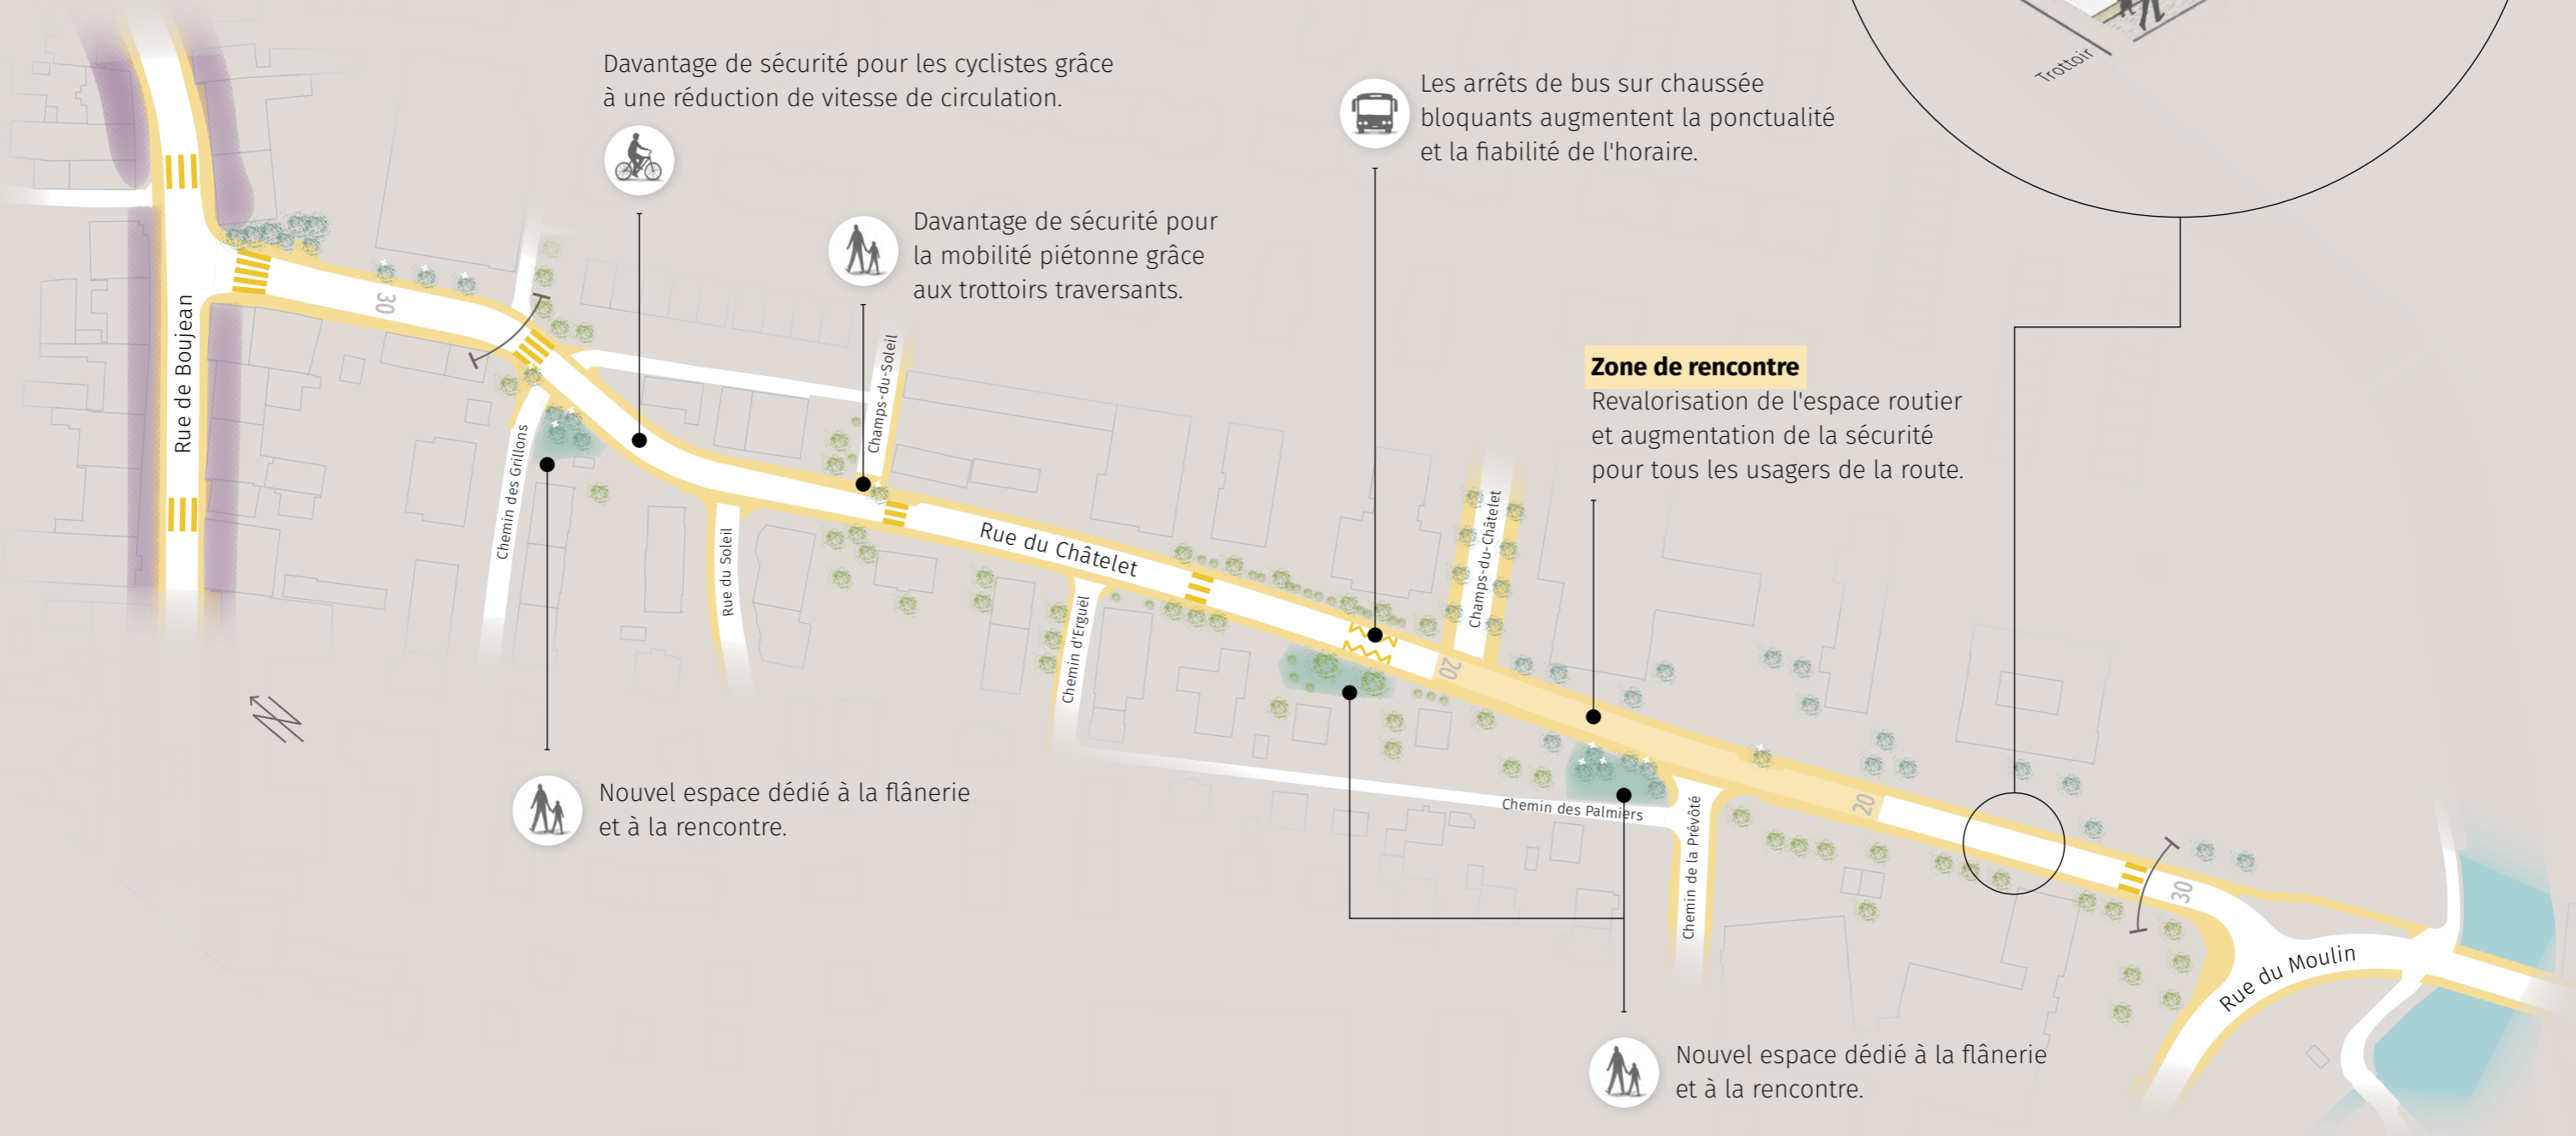 Trottoir
Davantage de sécurité pour les cyclistes grâce
à une réduction de vitesse de circulation.
Les arrêts de bus sur chaussée
bloquants augmentent la ponctualité
et la fiabilité de l'horaire.
Davantage de sécurité pour
la mobilité piétonne grâce
aux trottoirs traversants.
Zone de rencontre
Revalorisation de l'espace routier
et augmentation de la sécurité
pour tous les usagers de la route.
Rue de Boujean
30
Chemin des Grillons
Champs-du-Soleil
Rue du Soleil
Rue du Châtelet
Chemin d'Erguël
Champs-du-Châtelet
20
Chemin des Palmiers
Chemin de la Prévôté
20
30
Rue du Moulin
Nouvel espace dédié à la flânerie
et à la rencontre.
Nouvel espace dédié à la flânerie
et à la rencontre.